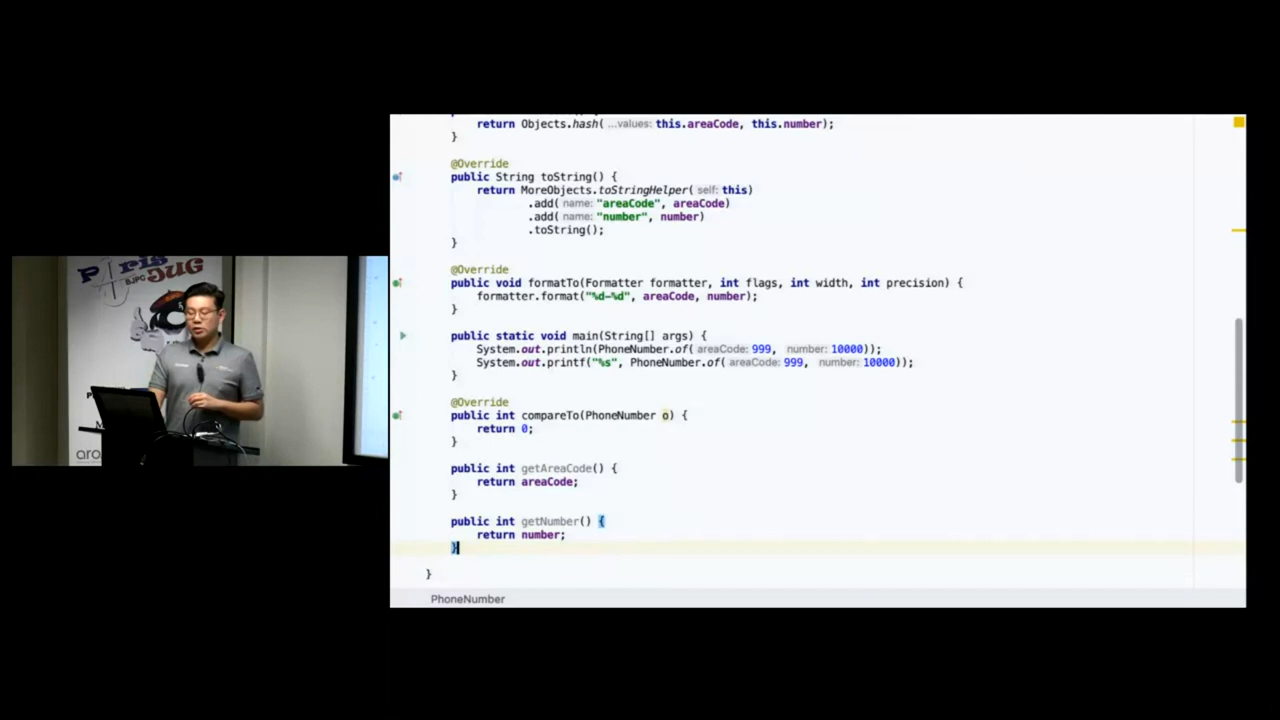 return Objects.hash( ...values: this.areaCode, this.number);
}
@Override
public String toString() {
return MoreObjects.toStringHelper( self: this)
.add( name: "areaCode", areaCode)
.add( name: "number", number)
.toString();
}
@Override
public void formatTo(Formatter formatter, int flags, int width, int precision) {
formatter.format("%d-%d", areaCode, number);
}
public static void main(String[] args) {
System.out.println(PhoneNumber.of( areaCode: 999, number: 10000));
System.out.printf("%s", PhoneNumber.of( areaCode: 999, number: 10000));
}
@Override
public int compareTo(PhoneNumber o) {
return 0;
}
public int getAreaCode() {
return areaCode;
}
public int getNumber() {
return number;
}
}
PhoneNumber
Paris JUG
BJPC
aro